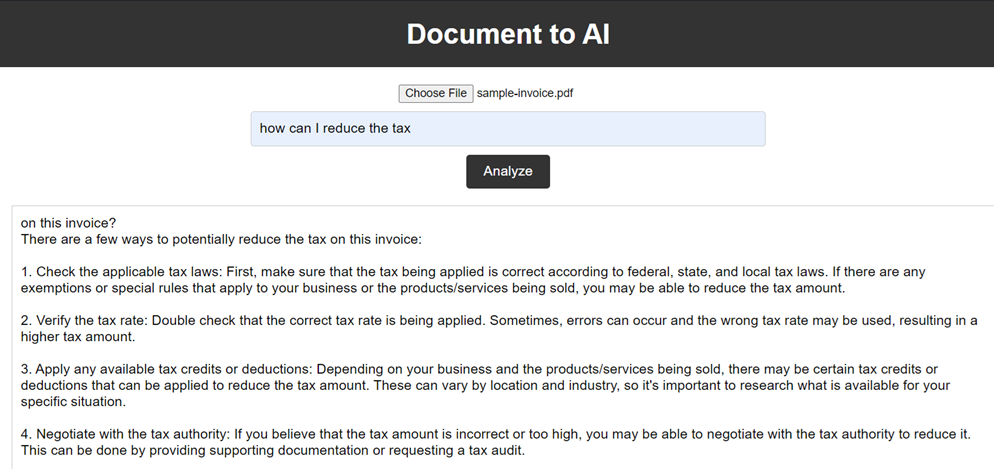 Document to AI
Choose File sample-invoice.pdf
how can I reduce the tax
Analyze
on this invoice?
There are a few ways to potentially reduce the tax on this invoice:
1. Check the applicable tax laws: First, make sure that the tax being applied is correct according to federal, state, and local tax laws. If there are any
exemptions or special rules that apply to your business or the products/services being sold, you may be able to reduce the tax amount.
2. Verify the tax rate: Double check that the correct tax rate is being applied. Sometimes, errors can occur and the wrong tax rate may be used, resulting in a
higher tax amount.
3. Apply any available tax credits or deductions: Depending on your business and the products/services being sold, there may be certain tax credits or
deductions that can be applied to reduce the tax amount. These can vary by location and industry, so it's important to research what is available for your
specific situation.
4. Negotiate with the tax authority: If you believe that the tax amount is incorrect or too high, you may be able to negotiate with the tax authority to reduce it.
This can be done by providing supporting documentation or requesting a tax audit.